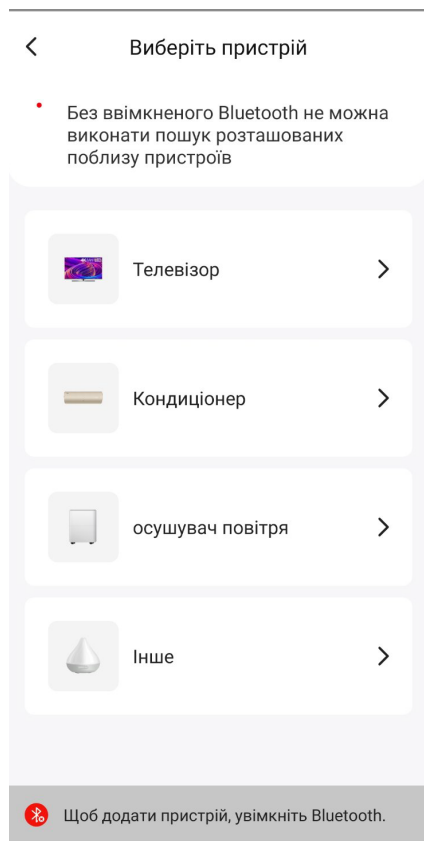 Виберіть пристрій
Без ввімкненого Bluetooth не можна
виконати пошук розташованих
поблизу пристроїв
Телевізор
Кондиціонер
осушувач повітря
Інше
Щоб додати пристрій, увімкніть Bluetooth.